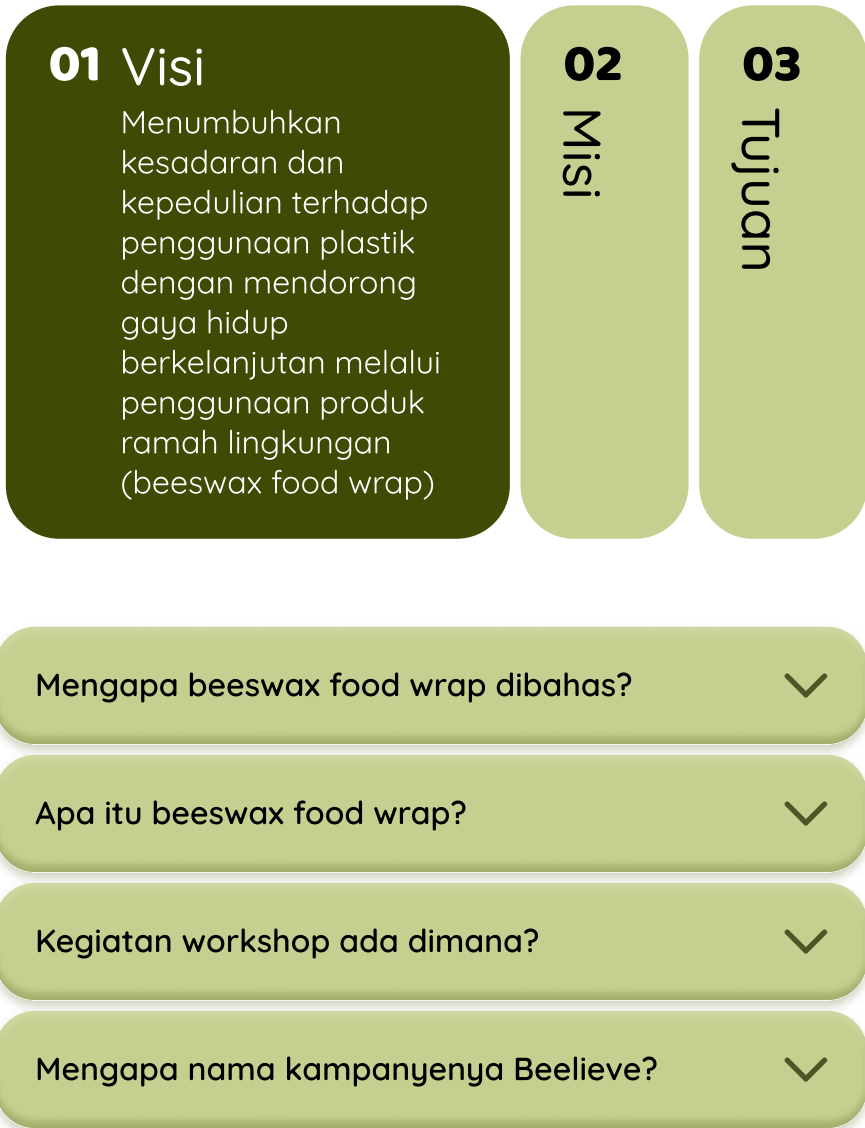 01 Visi
Menumbuhkan
kesadaran dan
kepedulian terhadap
penggunaan plastik
dengan mendorong
gaya hidup
berkelanjutan melalui
penggunaan produk
ramah lingkungan
(beeswax food wrap)
02
Misi
03
Tujuan
Mengapa beeswax food wrap dibahas?
Apa itu beeswax food wrap?
Kegiatan workshop ada dimana?
Mengapa nama kampanyenya Beelieve?